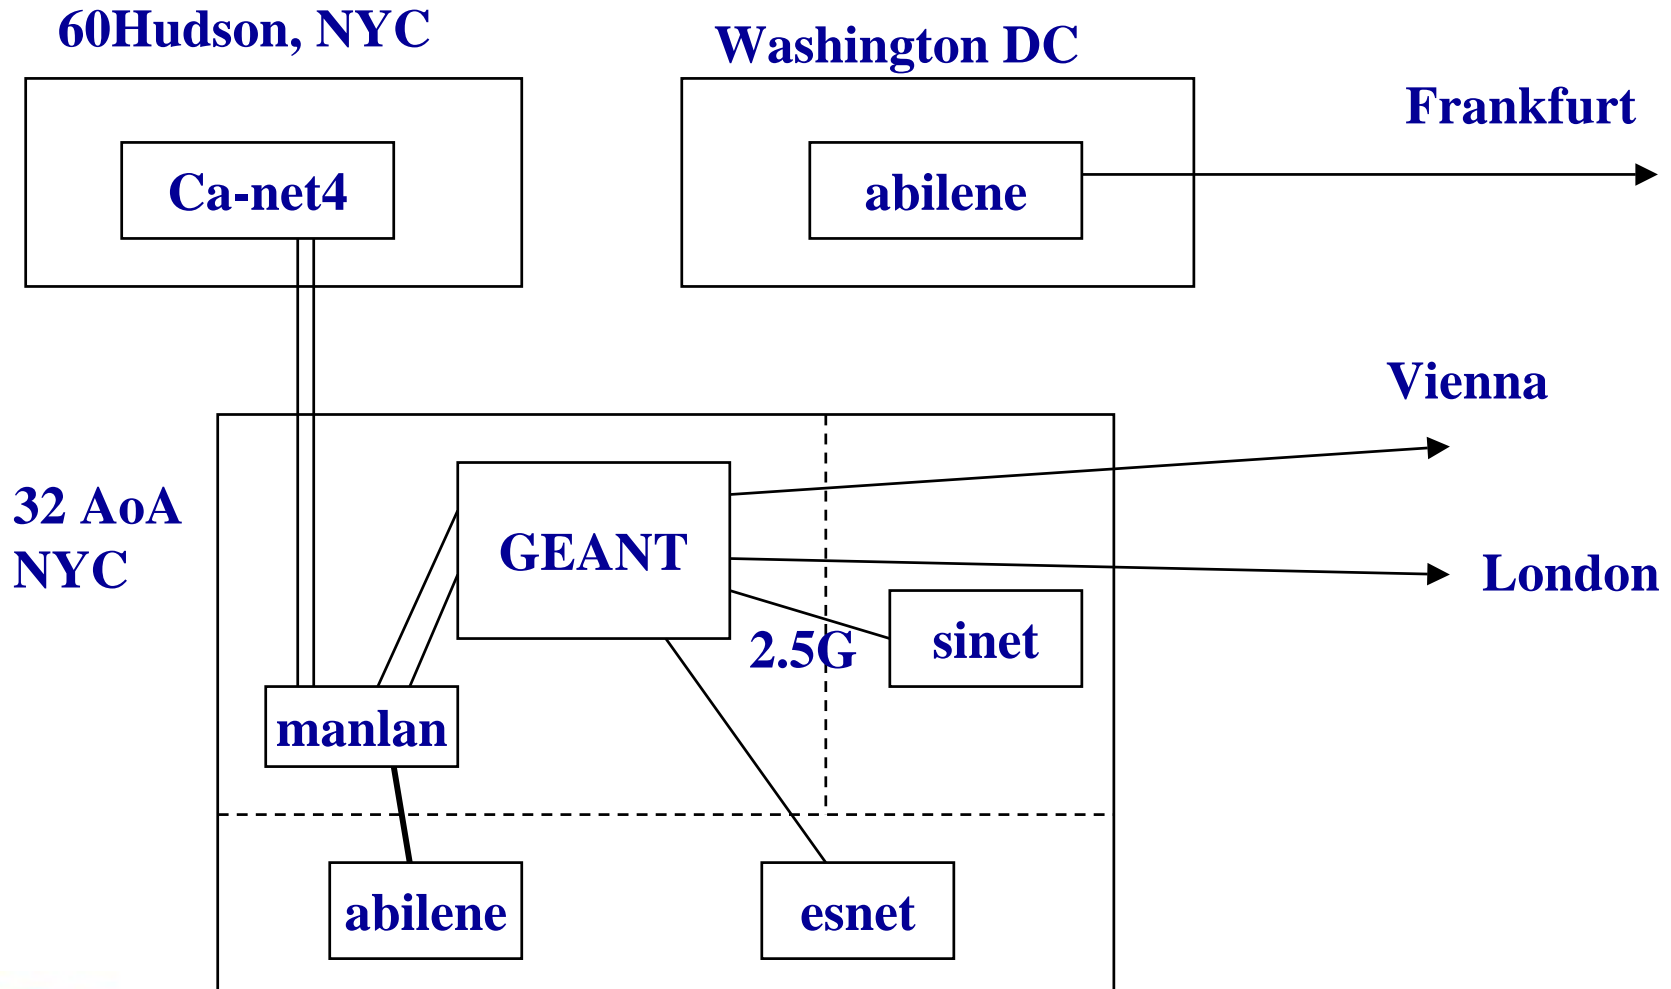 60Hudson, NYC
Washington DC
Frankfurt
Ca-net4
abilene
Vienna
32 AoA
NYC
GEANT
London
2.5G
sinet
manlan
abilene
esnet